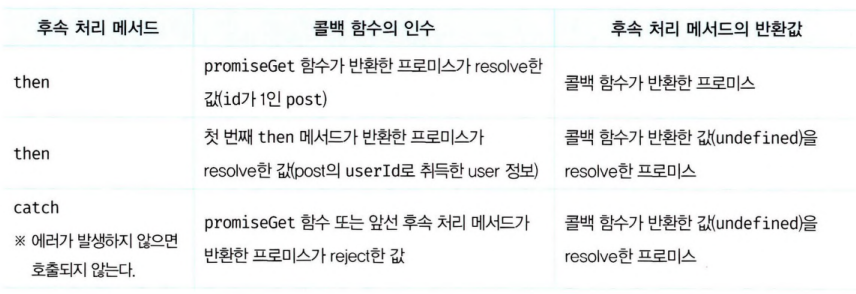 후속 처리 메서드 콜백 함수의 인수 후속 처리 메서드의 반환값
then
promiseGet 함수가 반환한 프로미스가 resolve한
값(id가 1인 post)
콜백 함수가 반환한 프로미스
then
첫 번째 then 메서드가 반환한 프로미스가
resolve한 값(post의 userId로 취득한 user 정보)
콜백 함수가 반환한 값(undefined)을
resolve한 프로미스
catch
※ 에러가 발생하지 않으면
호출되지 않는다.
promiseGet 함수 또는 앞선 후속 처리 메서드가
반환한 프로미스가 reject한 값
콜백 함수가 반환한 값(undefined)을
resolve한 프로미스